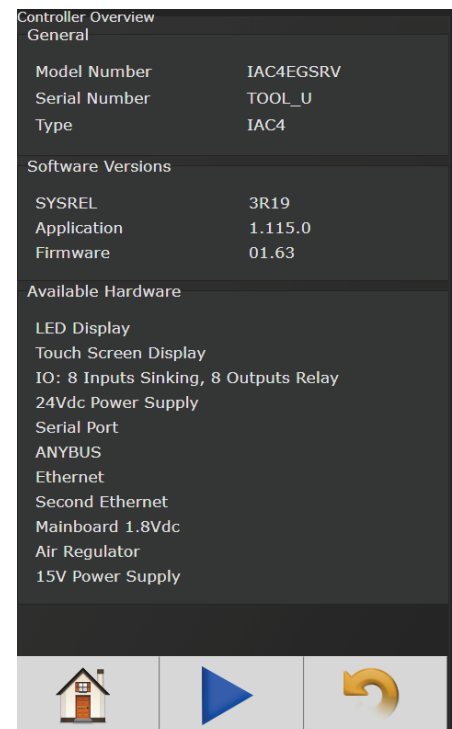 Controller Overview
General
Model Number IAC4EGSRV
Serial Number TOOL_U
Type IAC4
Software Versions
SYSREL 3R19
Application 1.115.0
Firmware 01.63
Available Hardware
LED Display
Touch Screen Display
IO: 8 Inputs Sinking, 8 Outputs Relay
24Vdc Power Supply
Serial Port
ANYBUS
Ethernet
Second Ethernet
Mainboard 1.8Vdc
Air Regulator
15V Power Supply